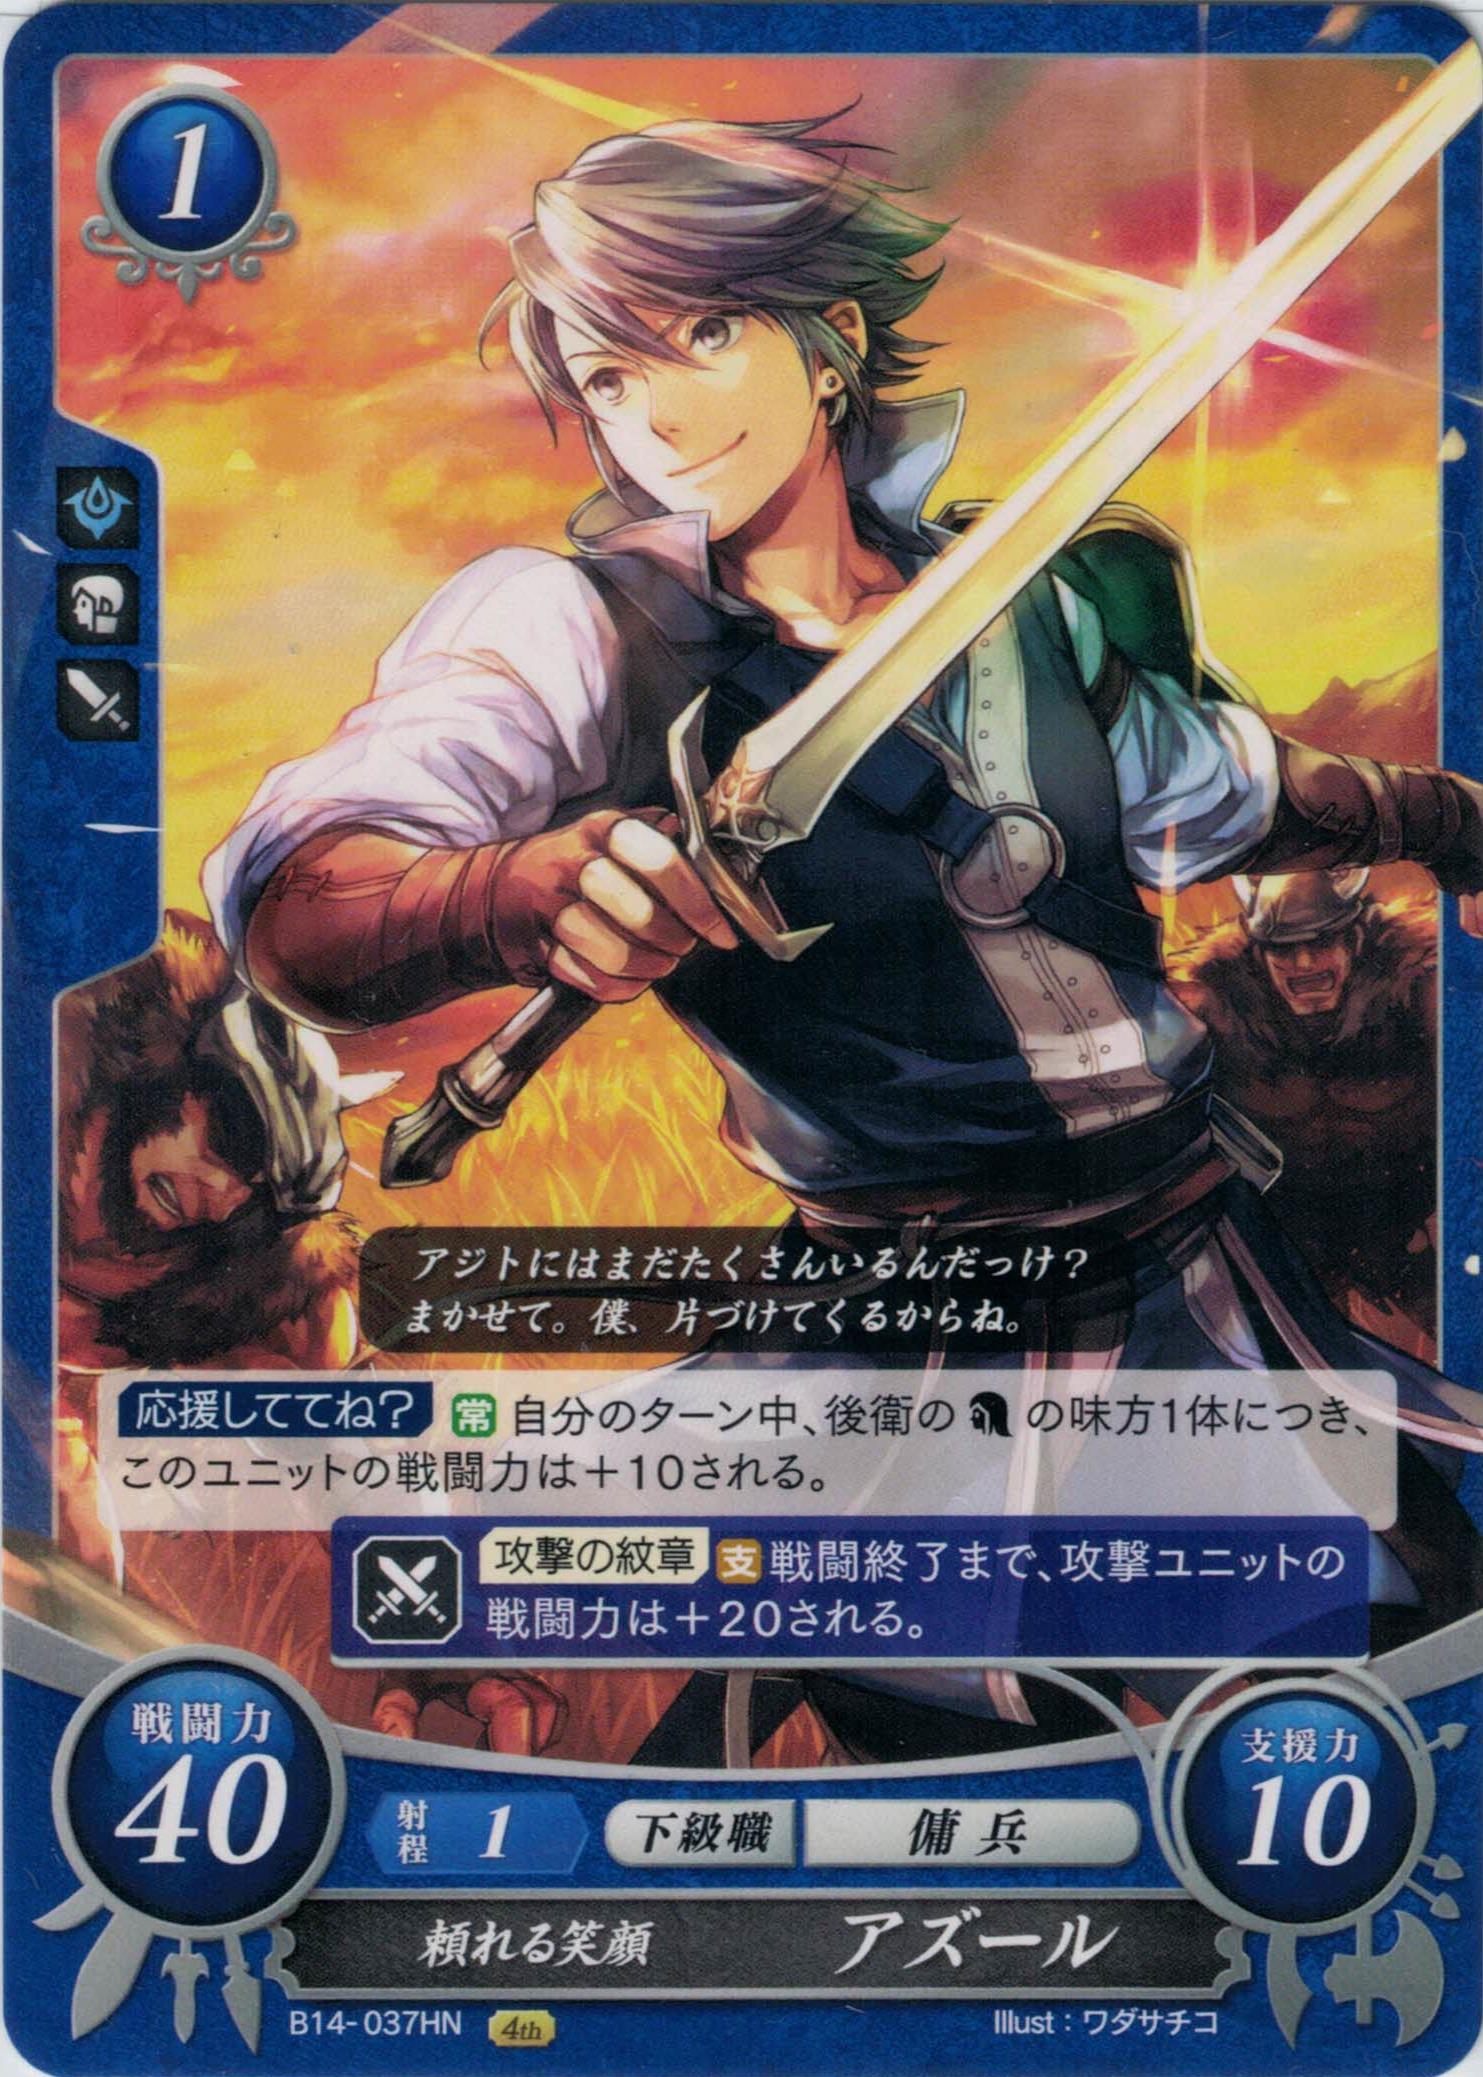 1
アジトにはまだたくさんいるんだっけ?
まかせて。僕、片づけてくるからね。
応援しててね? 常 自分のターン中、後衛の の味方1体につき、
このユニットの戦闘力は+10される。
攻撃の紋章 支 戦闘終了まで、攻撃ユニットの
戦闘力は+20される。
戦闘力
40
射程 1
下級職 傭兵
支援力
10
頼れる笑顔 アズール
B14-037HN 4th
Illust:ワダサチコ